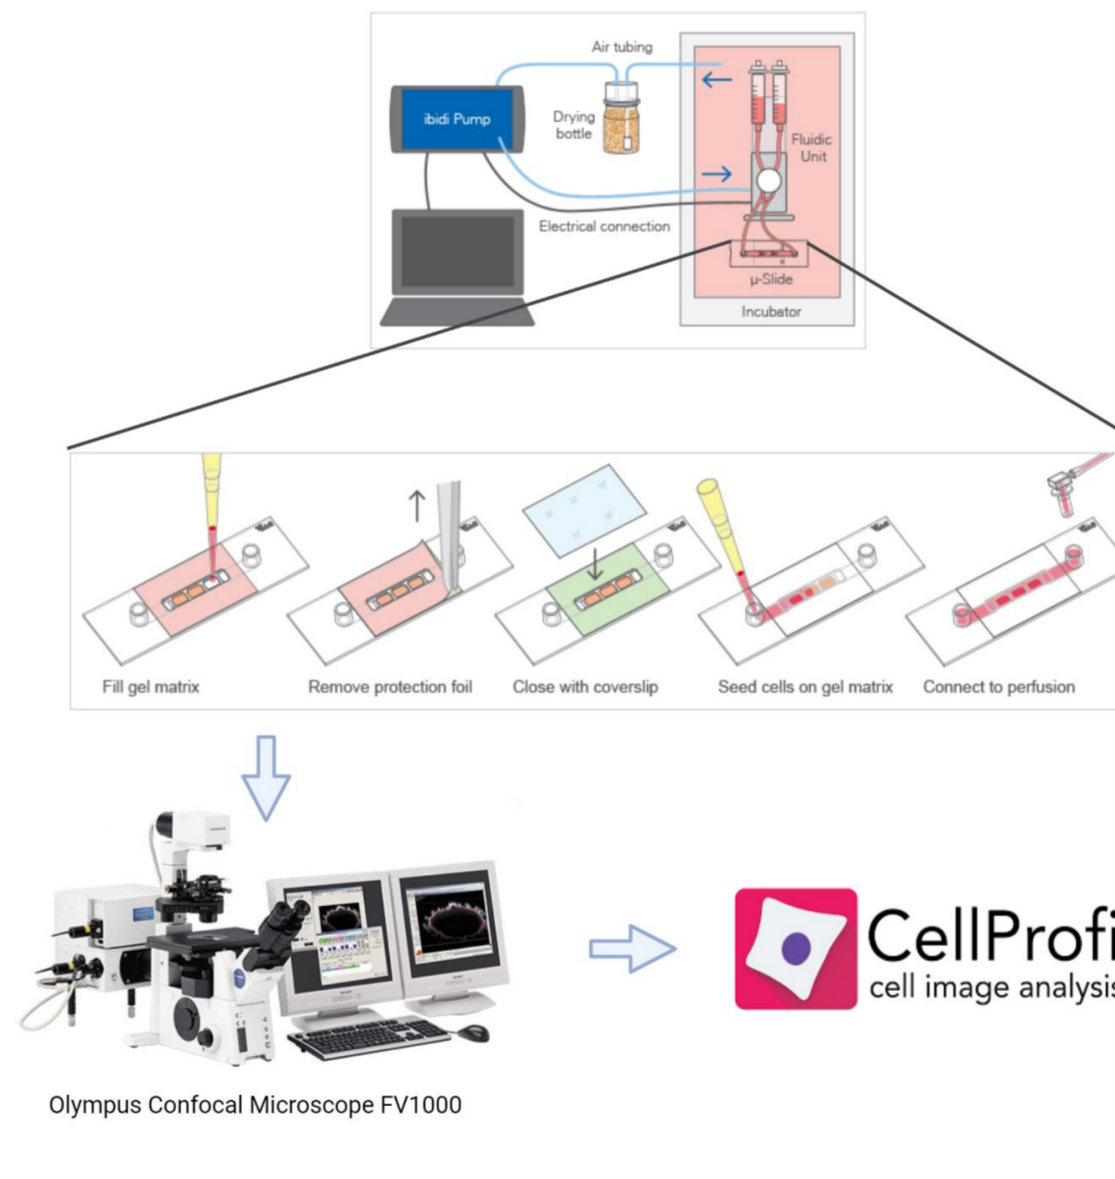 Air tubing
ibidi Pump
Drying
bottle
Fluidic
Unit
Electrical connection
μ-Slide
Incubator
Fill gel matrix
Remove protection foil
Close with coverslip
Seed cells on gel matrix
Connect to perfusion
CellProfi
cell image analysis
Olympus Confocal Microscope FV1000